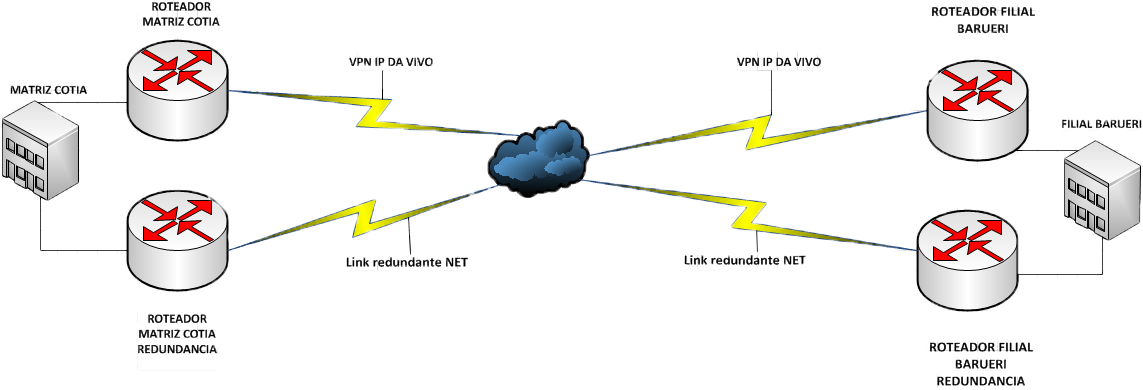 ROTEADOR
MATRIZ COTIA
ROTEADOR FILIAL
BARUERI
VPN IP DA VIVO
VPN IP DA VIVO
MATRIZ COTIA
FILIAL BARUERI
Link redundante NET
Link redundante NET
ROTEADOR
MATRIZ COTIA
REDUNDANCIA
ROTEADOR FILIAL
BARUERI
REDUNDANCIA